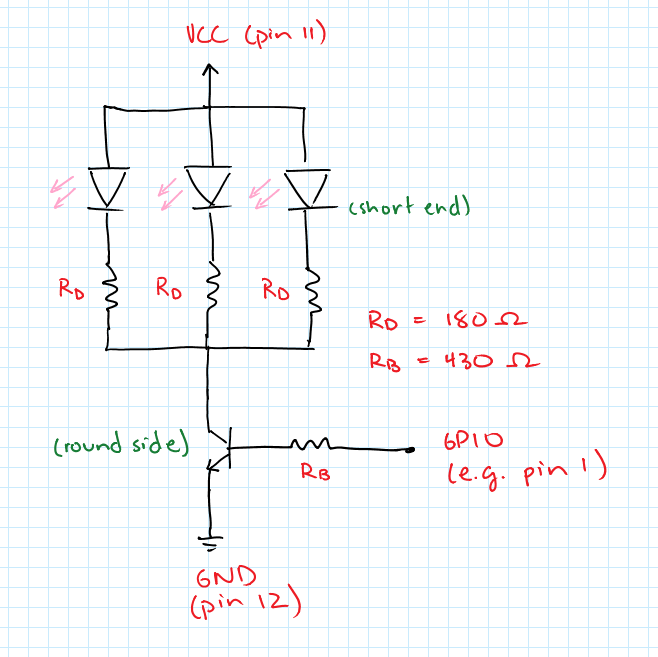 VCC (pin 11)
(short end)
RD RD RD
RD = 180 Ω
RB = 430 Ω
(round side)
GPIO
(e.g. pin 1)
RB
GND
(pin 12)